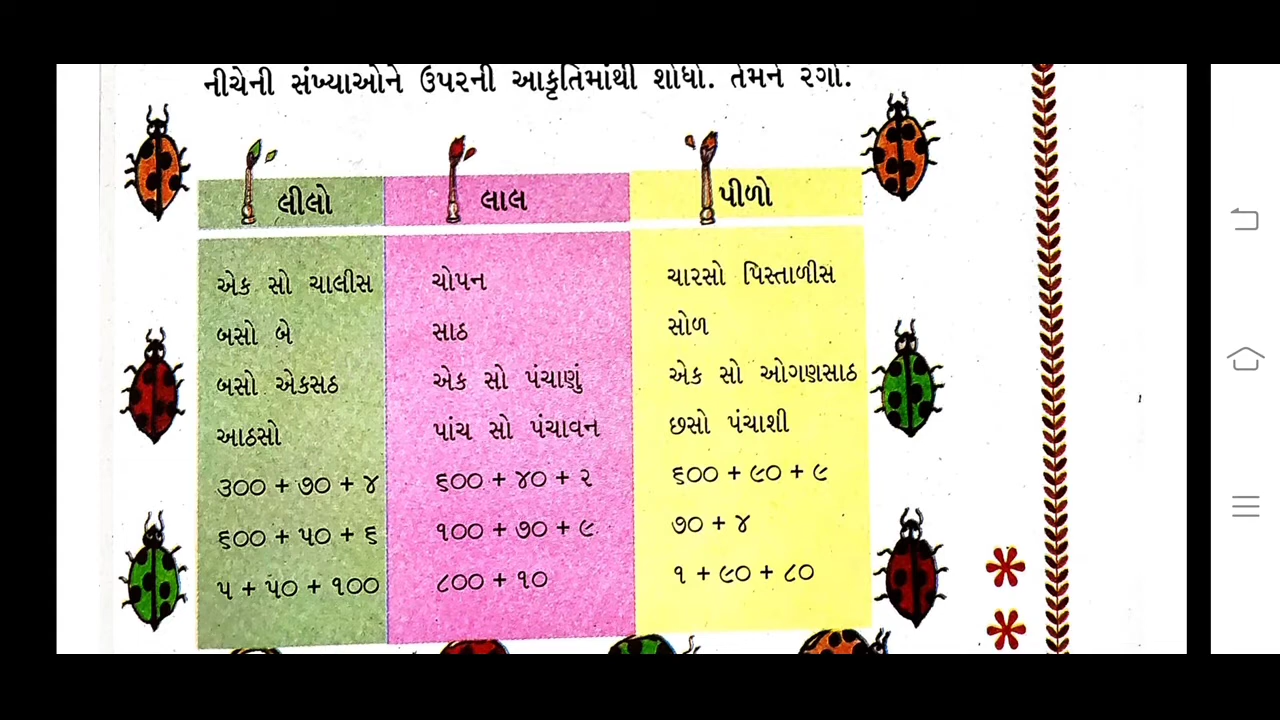 નીચેની સંખ્યાઓને ઉપરની આકૃતિમાંથી શોધો. તેમને રંગો.
લીલો લાલ પીળો
એક સો ચાલીસ ચોપન ચારસો પિસ્તાળીસ
બસો બે સાઠ સોળ
બસો એકસઠ એક સો પંચાણું એક સો ઓગણસાઠ
આઠસો પાંચ સો પંચાવન છસો પંચાશી
૩૦૦ + ૭૦ + ૪ ૬૦૦ + ૪૦ + ૨ ૬૦૦ + ૯૦ + ૯
૬૦૦ + ૫૦ + ૬ ૧૦૦ + ૭૦ + ૯ ૭૦ + ૪
૫ + ૫૦ + ૧૦૦ ૮૦૦ + ૧૦ ૧ + ૯૦ + ૮૦